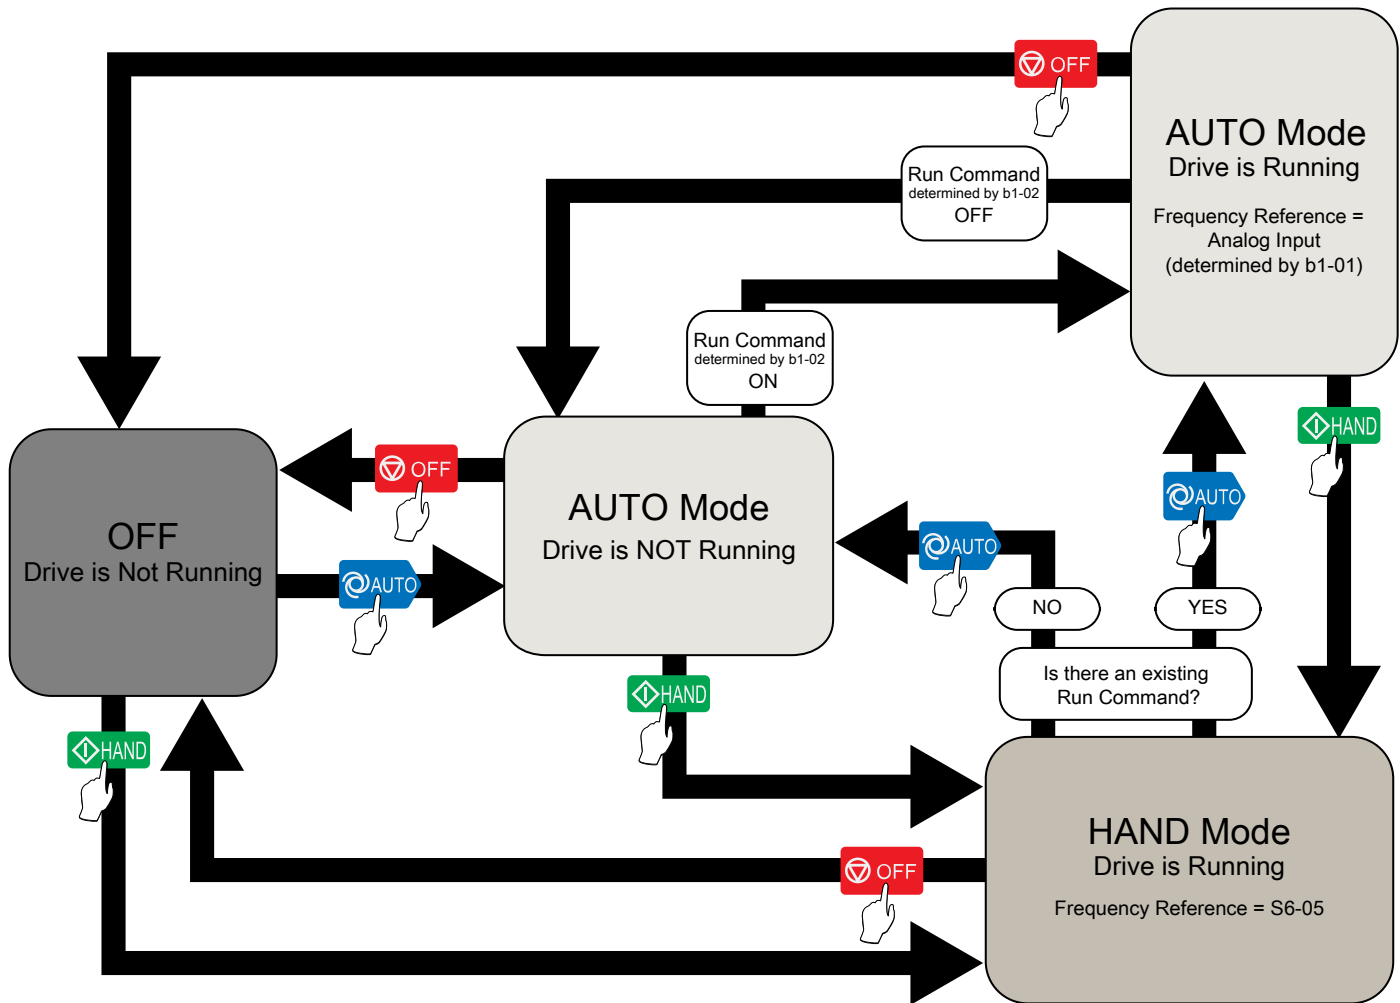 OFF
AUTO Mode
Drive is Running
Frequency Reference =
Analog Input
(determined by b1-01)
Run Command
determined by b1-02
OFF
Run Command
determined by b1-02
ON
HAND
OFF
AUTO
OFF
Drive is Not Running
AUTO
AUTO Mode
Drive is NOT Running
AUTO
NO
YES
Is there an existing
Run Command?
HAND
HAND
HAND Mode
Drive is Running
Frequency Reference = S6-05
OFF